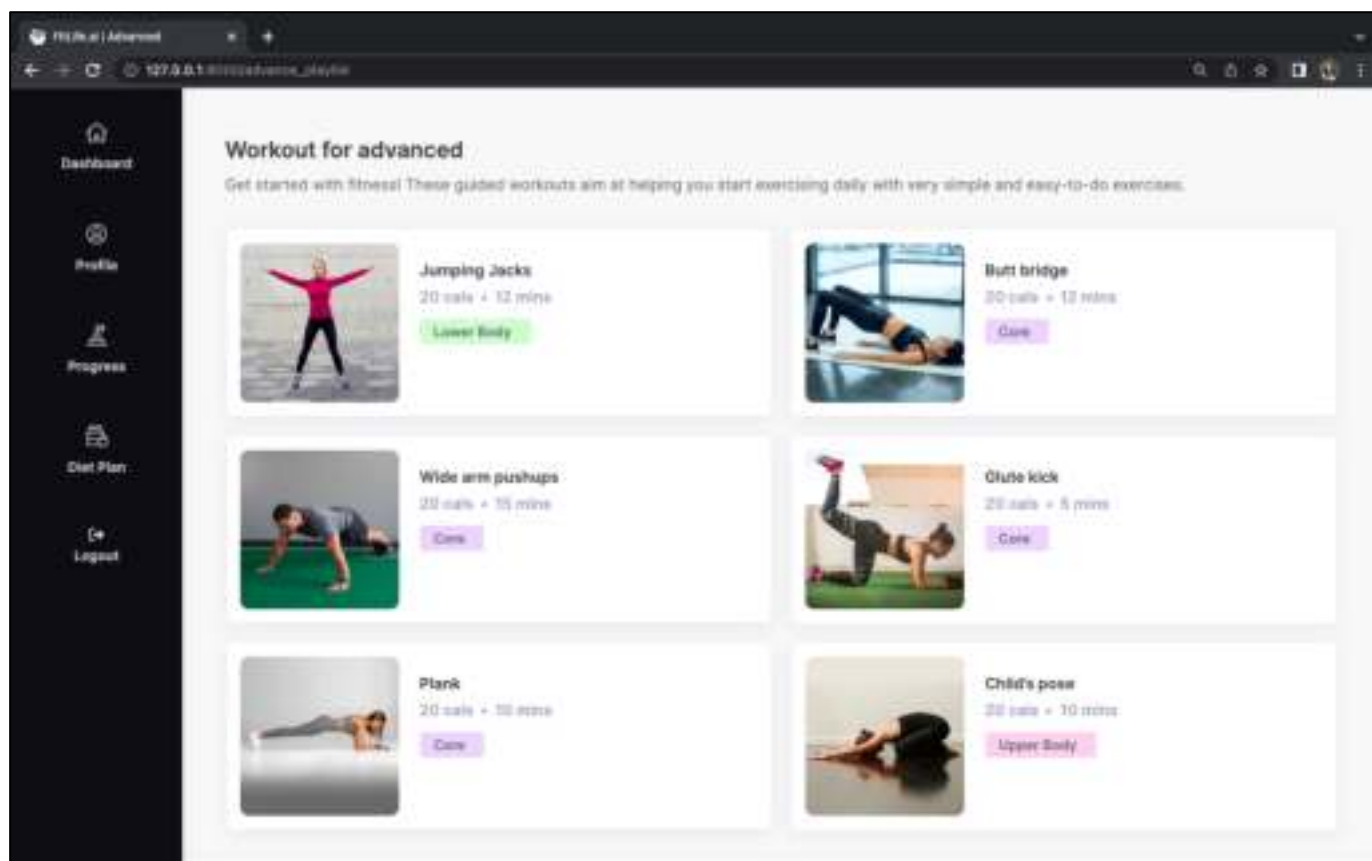 FitLife.ai | Advanced
127.0.0.1
Dashboard
Profile
Progress
Diet Plan
Logout
Workout for advanced
Get started with fitness! These guided workouts aim at helping you start exercising daily with very simple and easy-to-do exercises.
Jumping Jacks
20 cals • 12 mins
Lower Body
Butt bridge
20 cals • 12 mins
Core
Wide arm pushups
20 cals • 15 mins
Core
Glute kick
20 cals • 5 mins
Core
Plank
20 cals • 10 mins
Core
Child's pose
20 cals • 10 mins
Upper Body